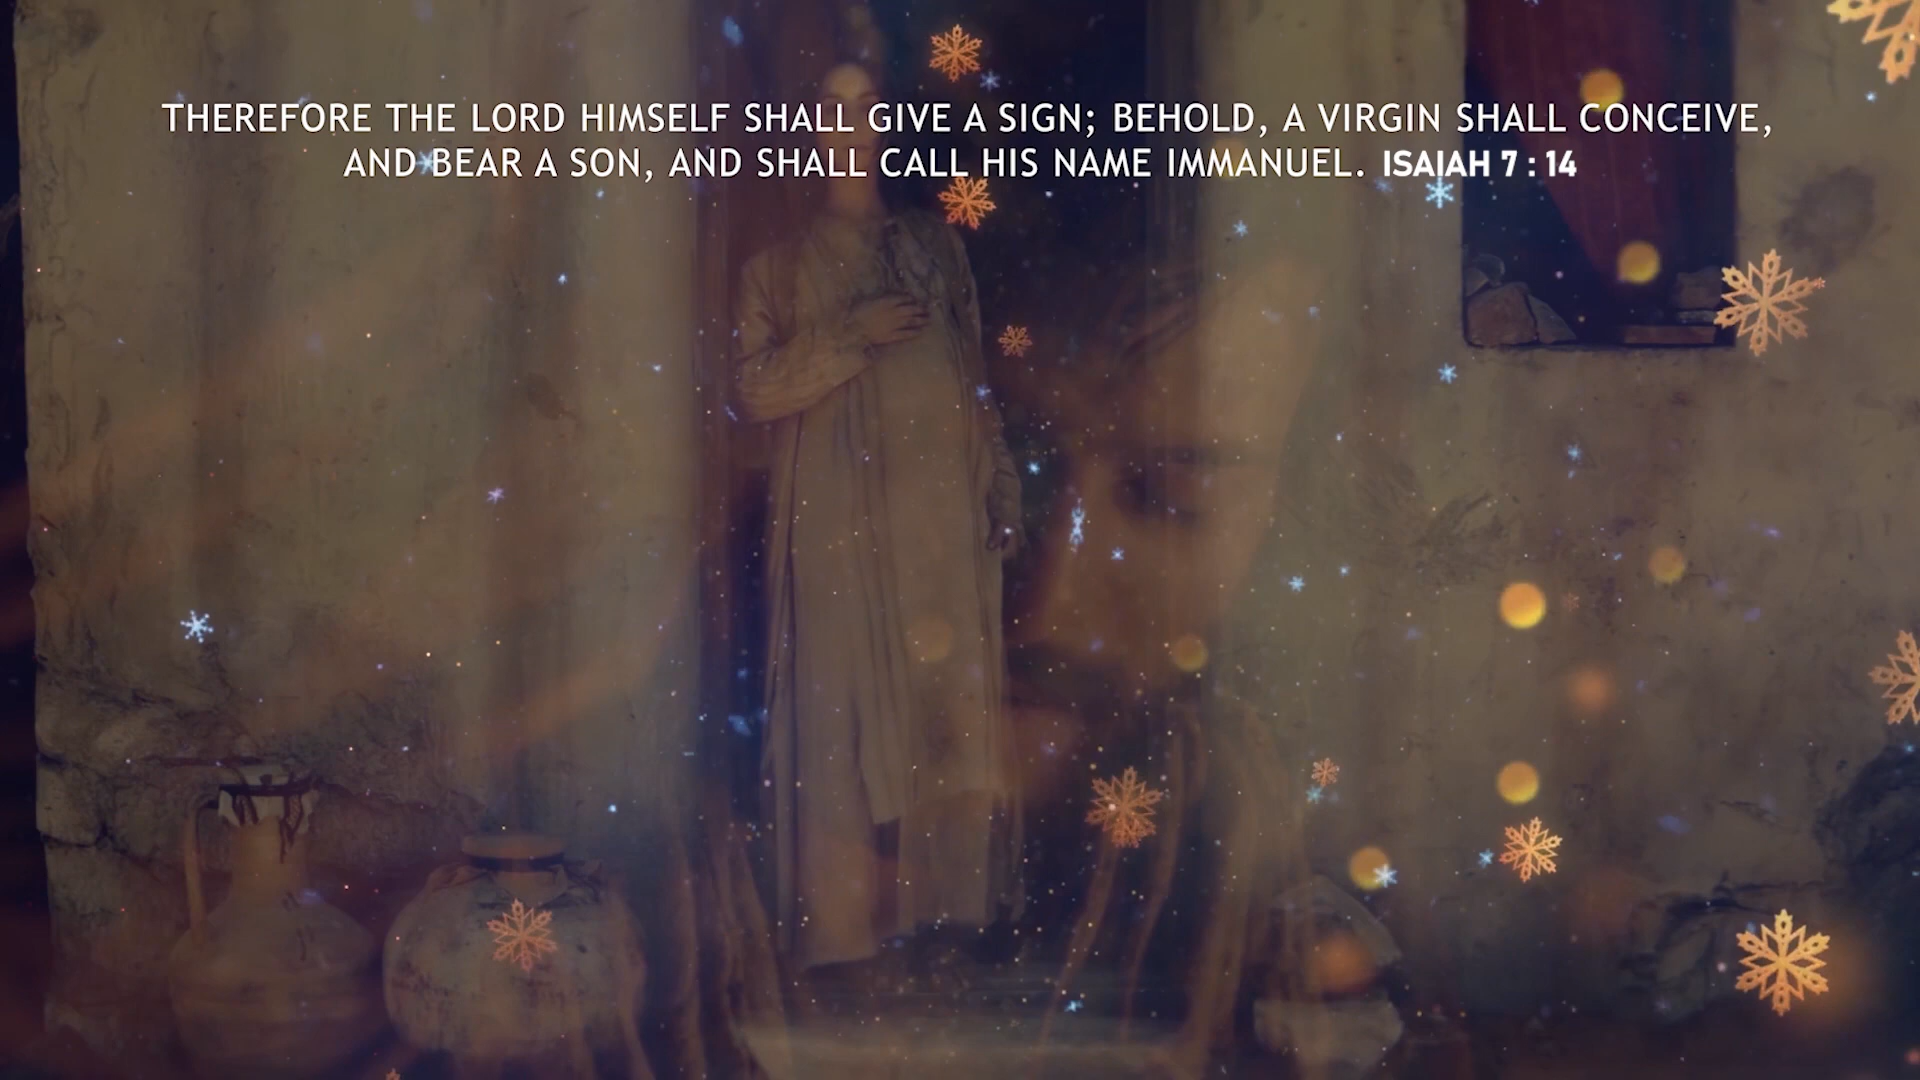 THEREFORE THE LORD HIMSELF SHALL GIVE A SIGN; BEHOLD, A VIRGIN SHALL CONCEIVE,
AND BEAR A SON, AND SHALL CALL HIS NAME IMMANUEL. ISAIAH 7 : 14